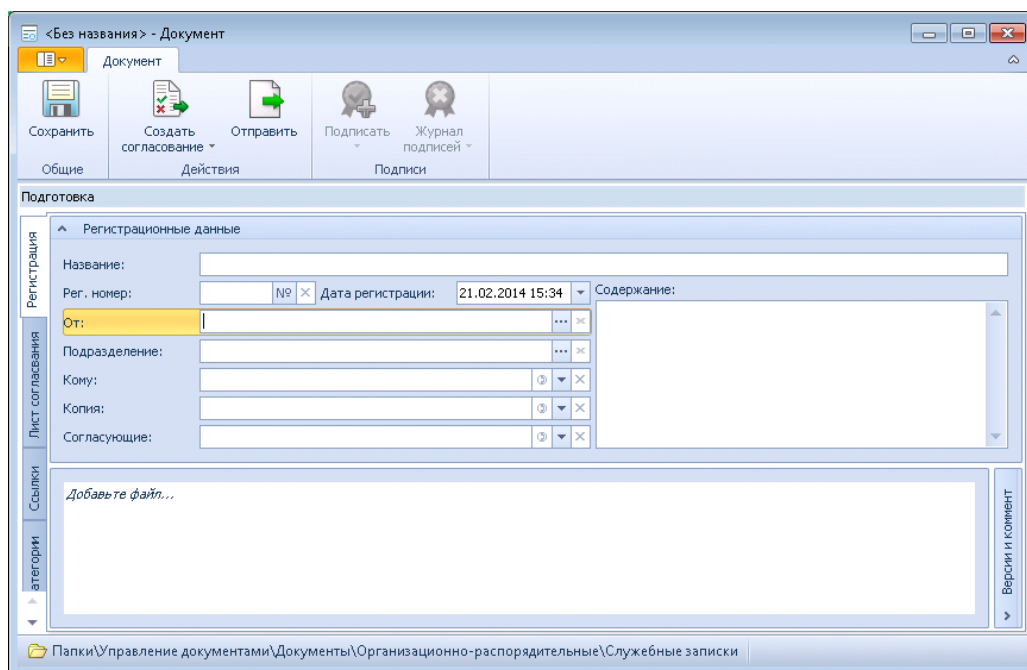 <Без названия> - Документ
Документ
Сохранить
Создать согласование
Отправить
Подписать
Журнал подписей
Общие
Действия
Подписи
Подготовка
Регистрация
Лист согласвания
Ссылки
атегории
Регистрационные данные
Название:
Рег. номер: № Дата регистрации: 21.02.2014 15:34 Содержание:
От:
Подразделение:
Кому:
Копия:
Согласующие:
Добавьте файл...
Версии и коммент
Папки\Управление документами\Документы\Организационно-распорядительные\Служебные записки